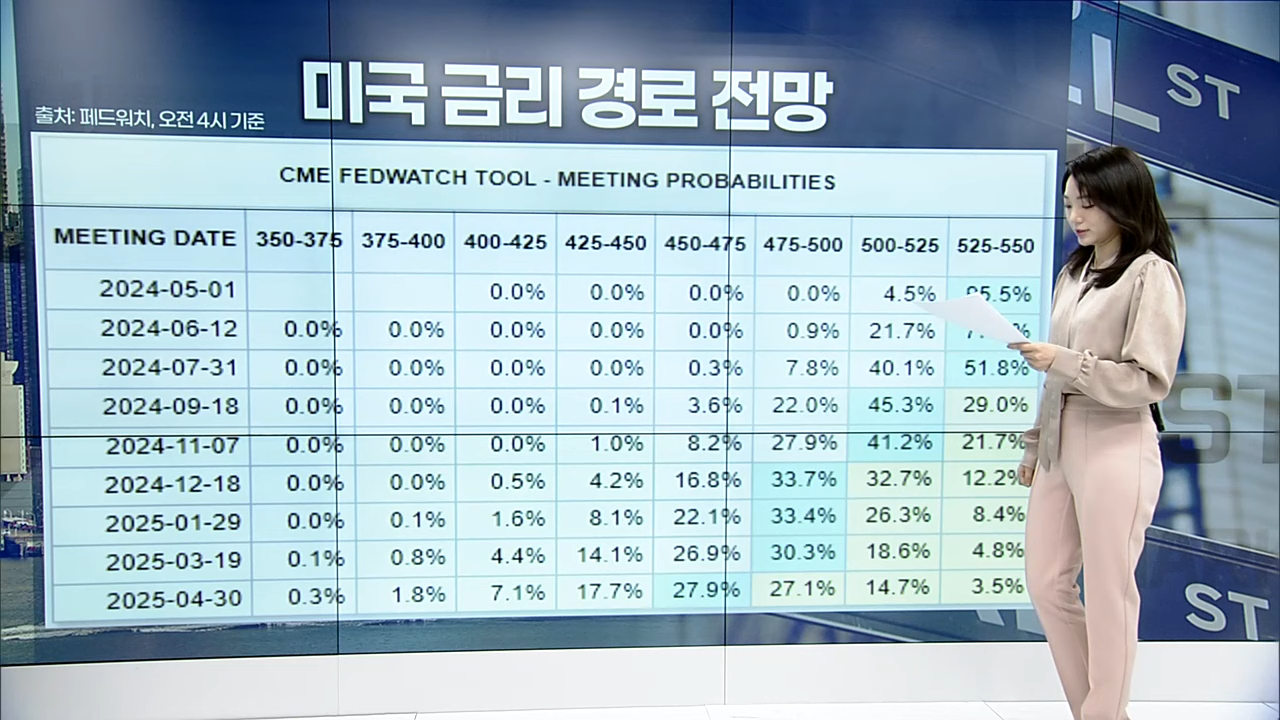 미국 금리 경로 전망
출처: 페드워치, 오전 4시 기준
CME FEDWATCH TOOL - MEETING PROBABILITIES
MEETING DATE 350-375 375-400 400-425 425-450 450-475 475-500 500-525 525-550
2024-05-01 0.0% 0.0% 0.0% 0.0% 4.5%
2024-06-12 0.0% 0.0% 0.0% 0.0% 0.0% 0.9% 21.7%
2024-07-31 0.0% 0.0% 0.0% 0.0% 0.3% 7.8% 40.1% 51.8%
2024-09-18 0.0% 0.0% 0.0% 0.1% 3.6% 22.0% 45.3% 29.0%
2024-11-07 0.0% 0.0% 0.0% 1.0% 8.2% 27.9% 41.2% 21.7%
2024-12-18 0.0% 0.0% 0.5% 4.2% 16.8% 33.7% 32.7% 12.2%
2025-01-29 0.0% 0.1% 1.6% 8.1% 22.1% 33.4% 26.3% 8.4%
2025-03-19 0.1% 0.8% 4.4% 14.1% 26.9% 30.3% 18.6% 4.8%
2025-04-30 0.3% 1.8% 7.1% 17.7% 27.9% 27.1% 14.7% 3.5%
ST
ST
ST